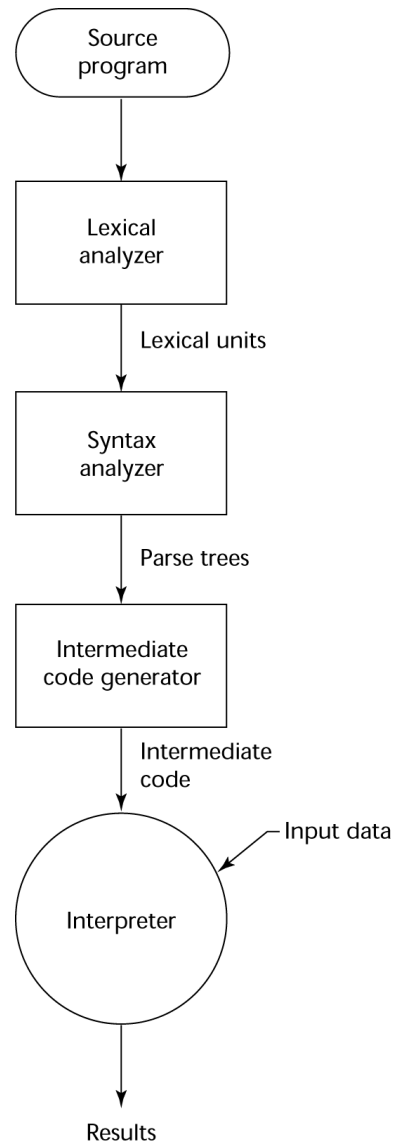 Source
program
Lexical
analyzer
Lexical units
Syntax
analyzer
Parse trees
Intermediate
code generator
Intermediate
code
Input data
Interpreter
Results